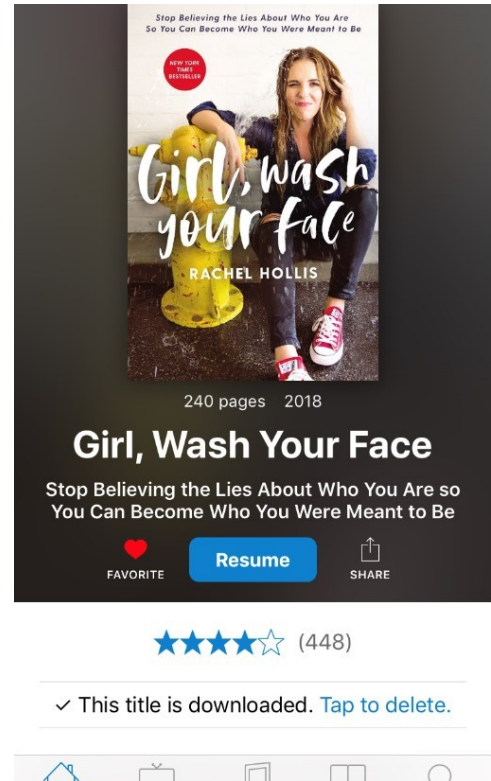 Stop Believing the Lies About Who You Are
So You Can Become Who You Were Meant to Be
NEW YORK
TIMES
BESTSELLER
Girl, wash
your face
RACHEL HOLLIS
240 pages 2018
Girl, Wash Your Face
Stop Believing the Lies About Who You Are so
You Can Become Who You Were Meant to Be
FAVORITE
Resume
SHARE
(448)
✓ This title is downloaded. Tap to delete.